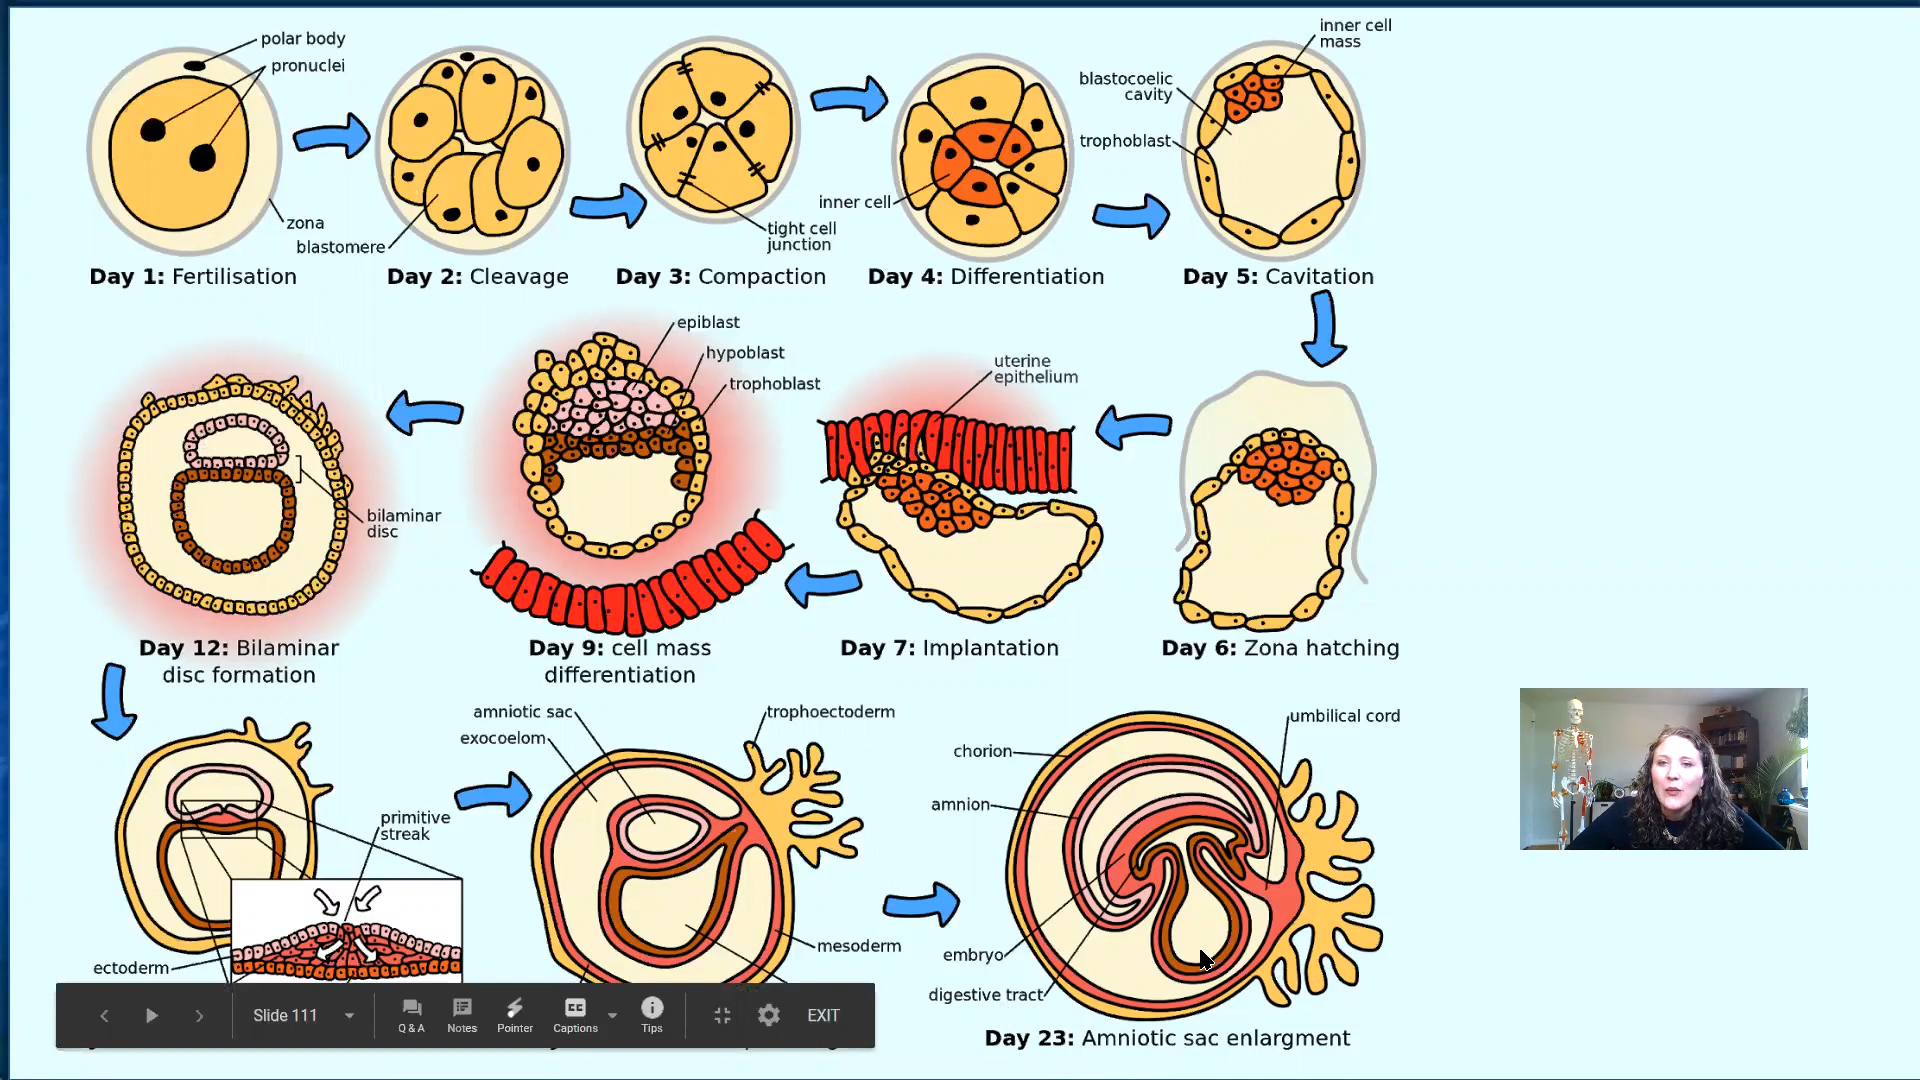 polar body
pronuclei
zona
blastomere
tight cell
junction
inner cell
blastocoelic
cavity
trophoblast
inner cell
mass
Day 1: Fertilisation
Day 2: Cleavage
Day 3: Compaction
Day 4: Differentiation
Day 5: Cavitation
bilaminar
disc
epiblast
hypoblast
trophoblast
uterine
epithelium
Day 12: Bilaminar
disc formation
Day 9: cell mass
differentiation
Day 7: Implantation
Day 6: Zona hatching
primitive
streak
ectoderm
amniotic sac
exocoelom
trophoectoderm
mesoderm
chorion
amnion
embryo
digestive tract
umbilical cord
Day 23: Amniotic sac enlargment
Slide 111
Q & A
Notes
Pointer
Captions
Tips
EXIT